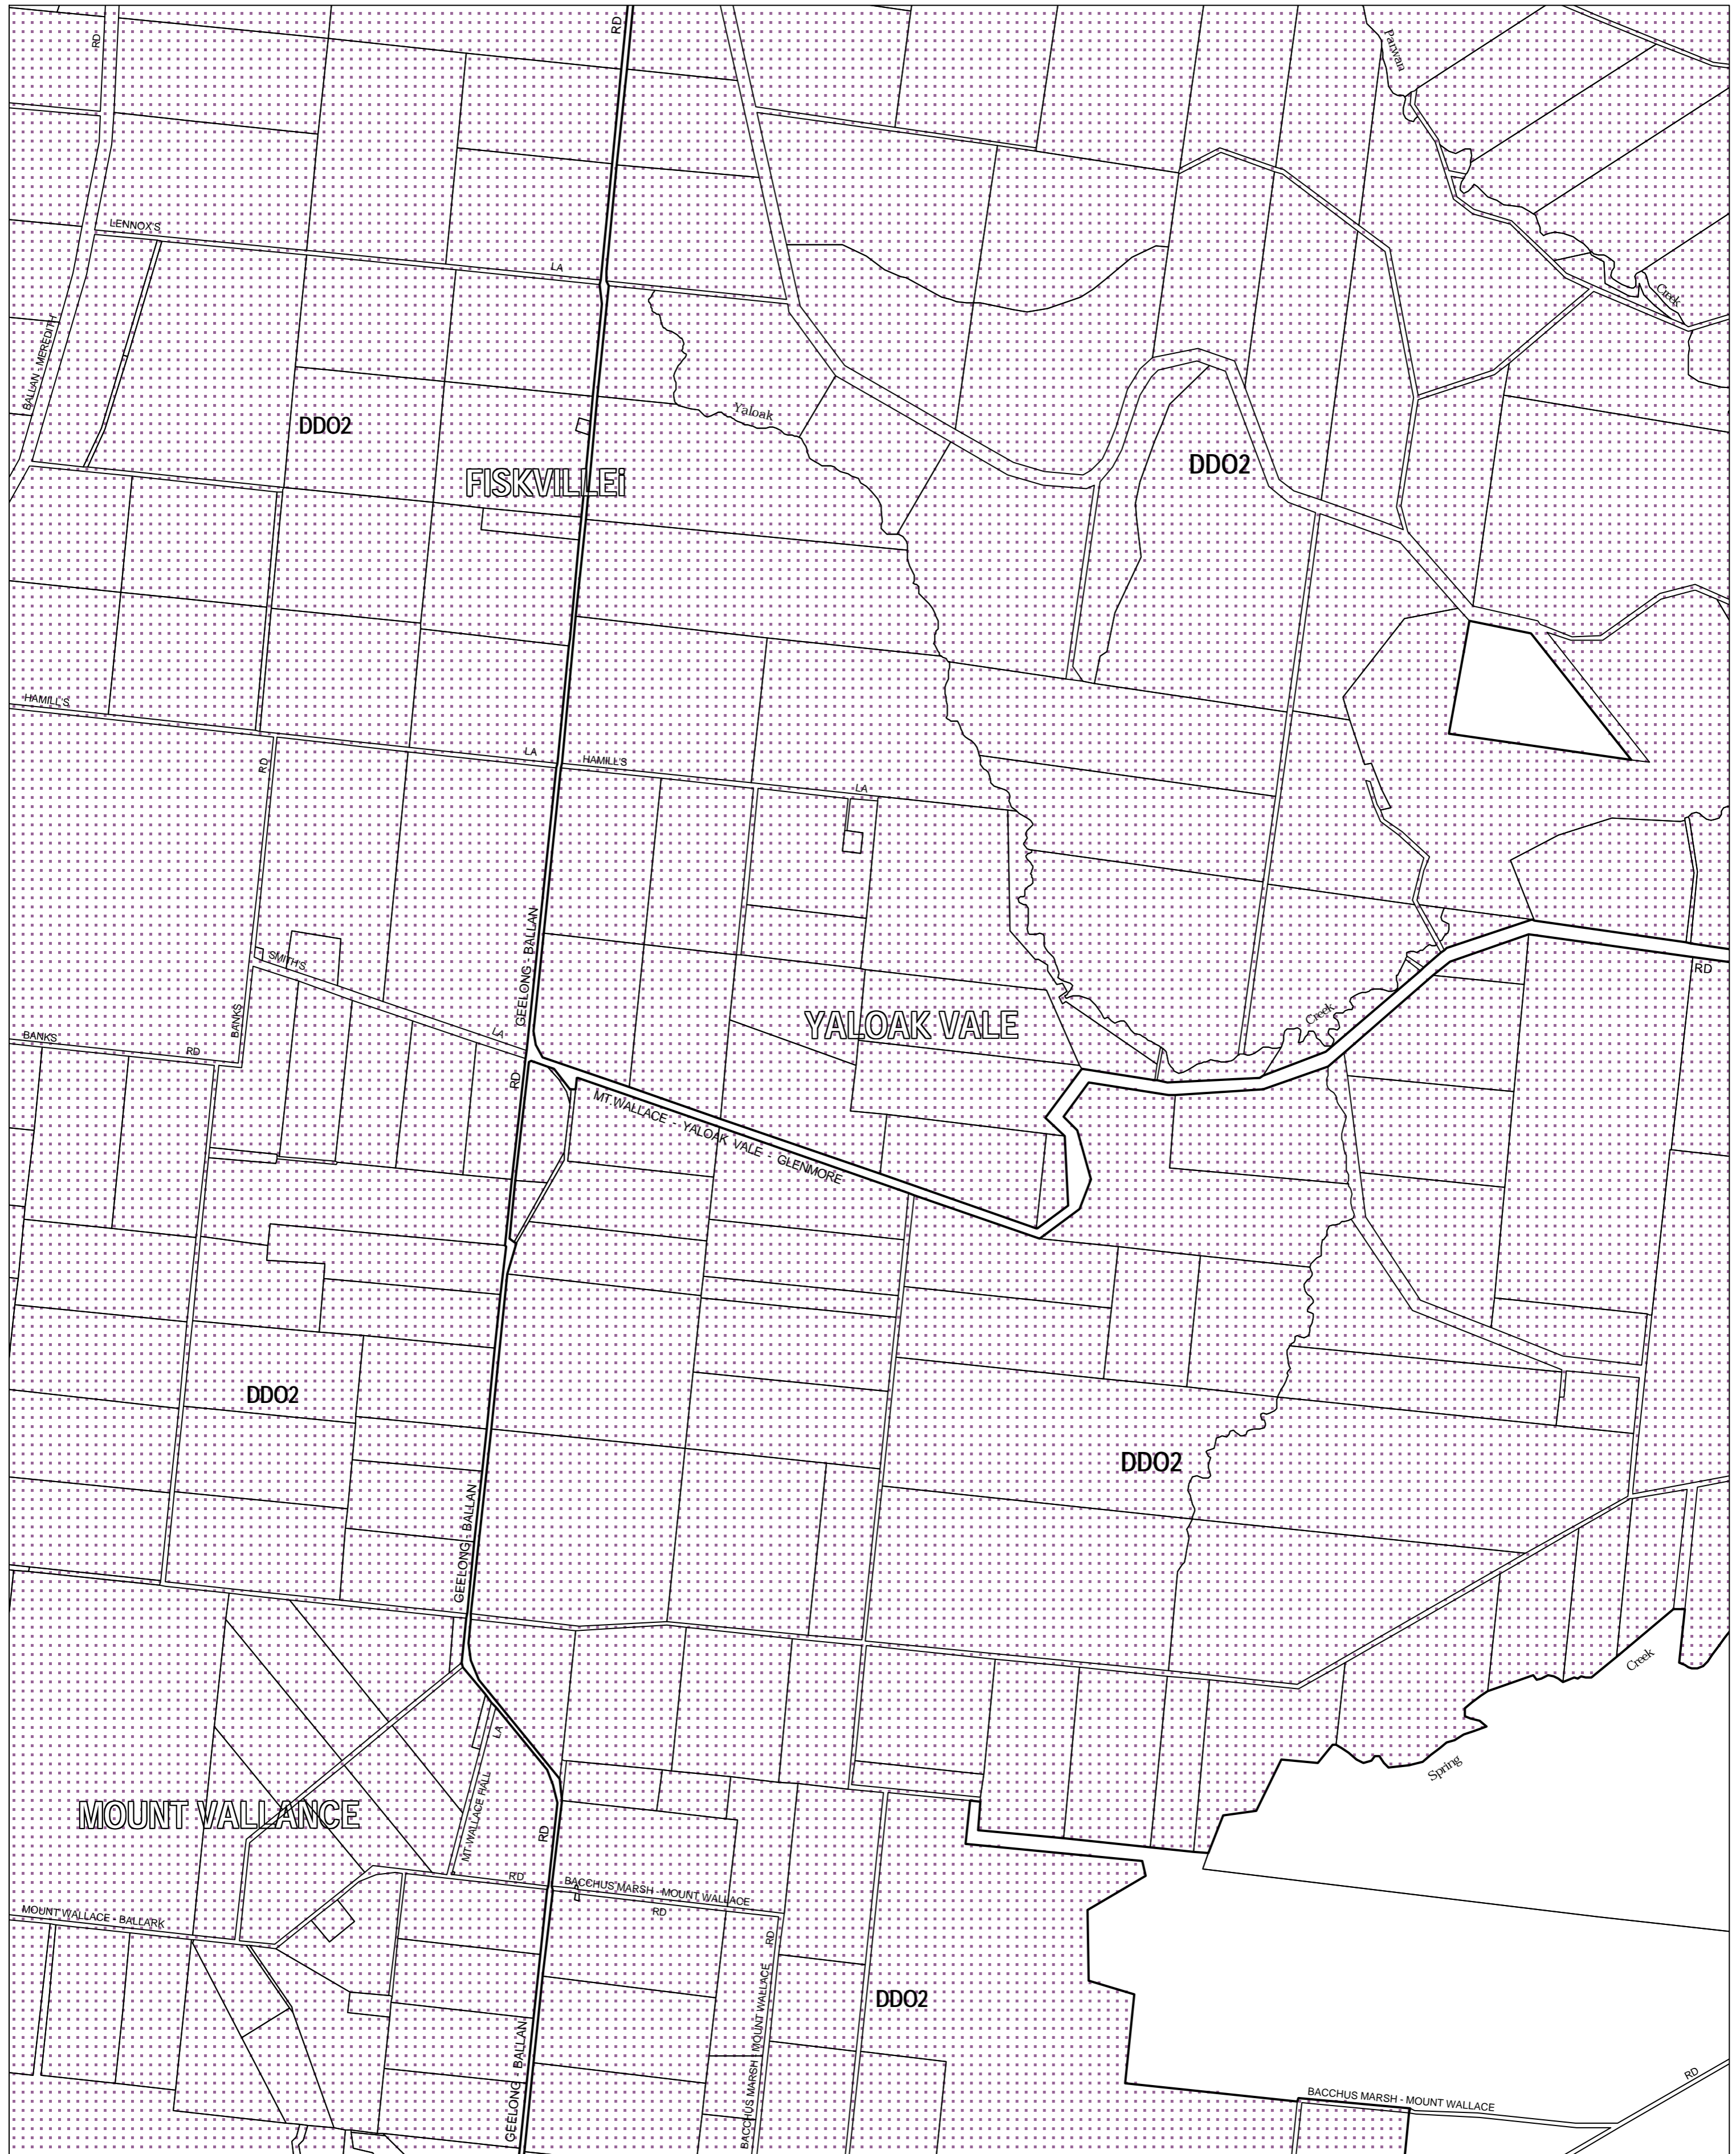 RD
RD
Parwan
LENNOX'S
LA
Creek
BALLAN - MEREDITH
Yaloak
DDO2
DDO2
FISKVILLEi
HAMILL'S
LA
HAMILL'S
RD
LA
GEELONG - BALLAN
SMITH'S
RD
BANKS
Creek
YALOAK VALE
LA
BANKS
RD
RD
MT.WALLACE - YALOAK VALE - GLENMORE
DDO2
DDO2
GEELONG - BALLAN
Creek
LA
Spring
MOUNT VALLANCE
MT WALLACE HALL
RD
RD
BACCHUS MARSH - MOUNT WALLACE
RD
MOUNT WALLACE - BALLARK
RD
DDO2
BACCHUS MARSH - MOUNT WALLACE
GEELONG - BALLAN
RD
BACCHUS MARSH - MOUNT WALLACE